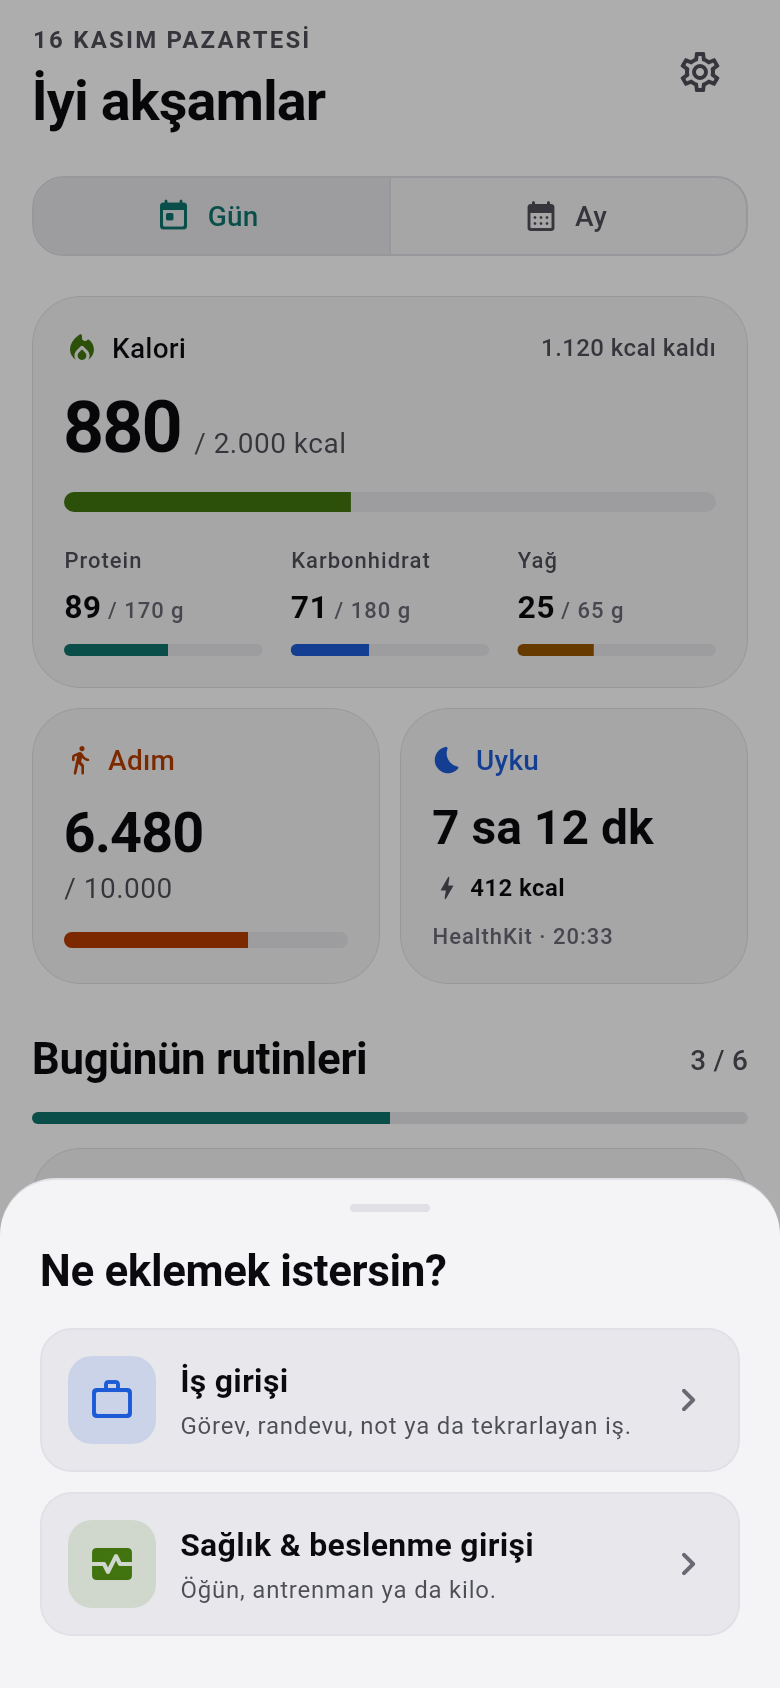 16 KASIM PAZARTESİ
İyi akşamlar
Gün
Ay
Kalori
1.120 kcal kaldı
880 / 2.000 kcal
Protein
Karbonhidrat
Yağ
89 / 170 g
71 / 180 g
25 / 65 g
Adım
Uyku
6.480
7 sa 12 dk
/ 10.000
412 kcal
HealthKit · 20:33
Bugünün rutinleri
3 / 6
Ne eklemek istersin?
İş girişi
Görev, randevu, not ya da tekrarlayan iş.
Sağlık & beslenme girişi
Öğün, antrenman ya da kilo.